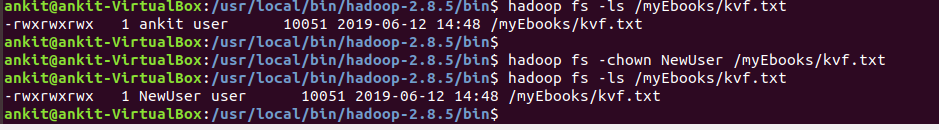 ankit@ankit-VirtualBox:/usr/local/bin/hadoop-2.8.5/bin$ hadoop fs -ls /myEbooks/kvf.txt
-rwxrwxrwx   1 ankit user      10051 2019-06-12 14:48 /myEbooks/kvf.txt
ankit@ankit-VirtualBox:/usr/local/bin/hadoop-2.8.5/bin$
ankit@ankit-VirtualBox:/usr/local/bin/hadoop-2.8.5/bin$ hadoop fs -chown NewUser /myEbooks/kvf.txt
ankit@ankit-VirtualBox:/usr/local/bin/hadoop-2.8.5/bin$ hadoop fs -ls /myEbooks/kvf.txt
-rwxrwxrwx   1 NewUser user      10051 2019-06-12 14:48 /myEbooks/kvf.txt
ankit@ankit-VirtualBox:/usr/local/bin/hadoop-2.8.5/bin$